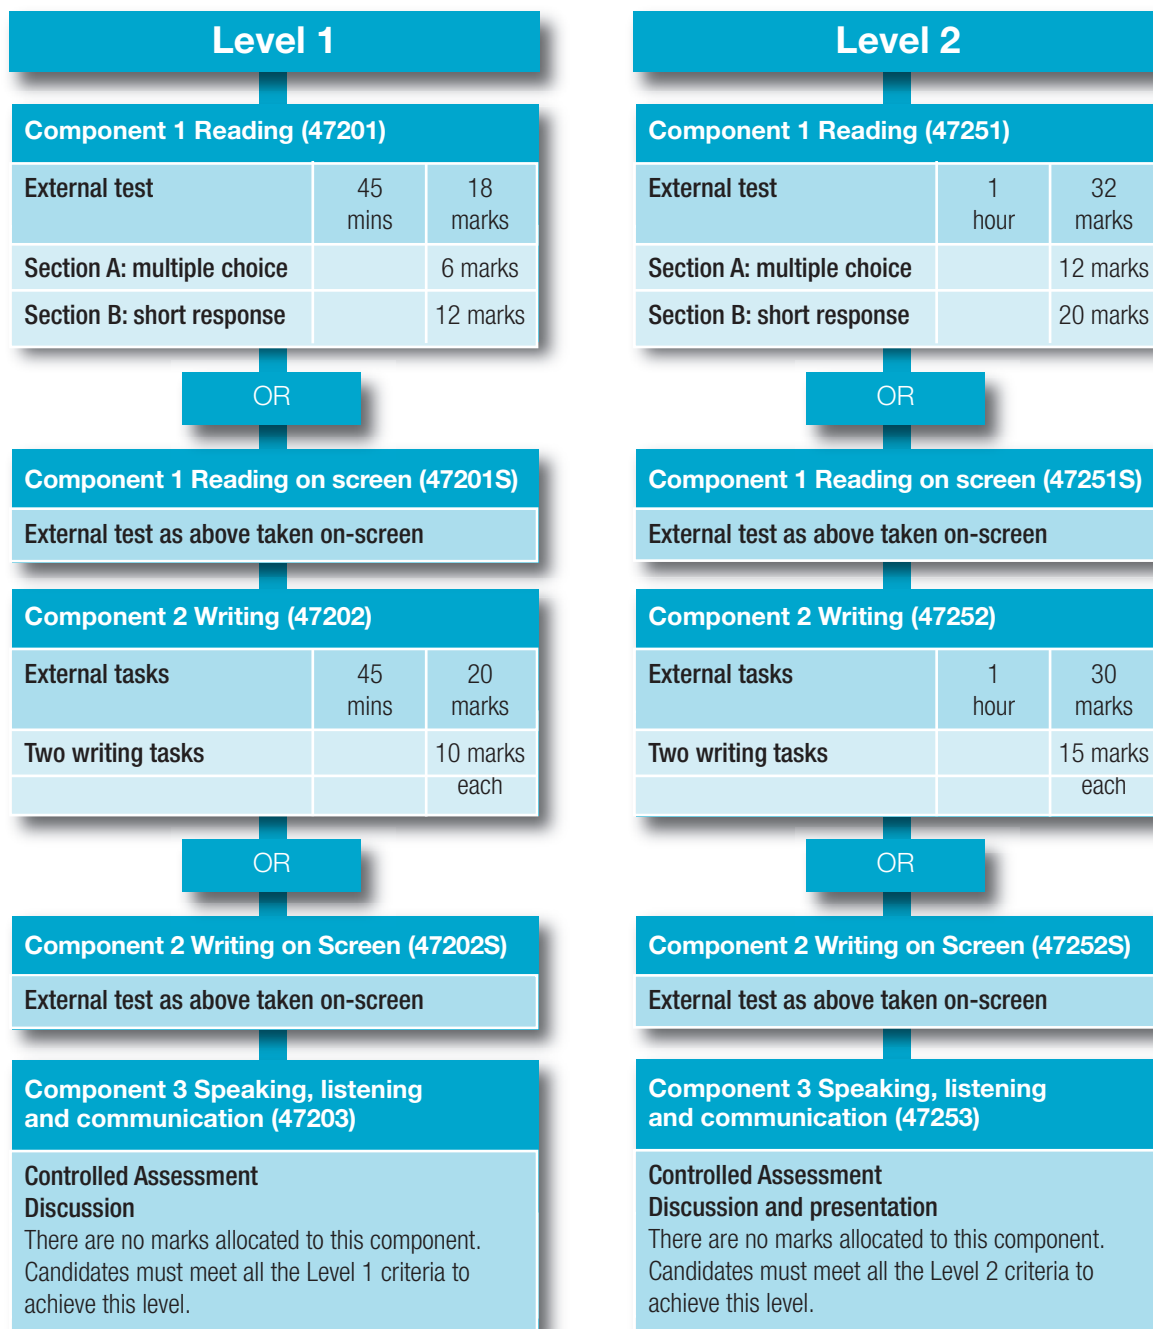 Level 1
Component 1 Reading (47201)
External test 45 mins 18 marks
Section A: multiple choice 6 marks
Section B: short response 12 marks
OR
Component 1 Reading on screen (47201S)
External test as above taken on-screen
Component 2 Writing (47202)
External tasks 45 mins 20 marks
Two writing tasks 10 marks each
OR
Component 2 Writing on Screen (47202S)
External test as above taken on-screen
Component 3 Speaking, listening
and communication (47203)
Controlled Assessment
Discussion
There are no marks allocated to this component.
Candidates must meet all the Level 1 criteria to
achieve this level.
Level 2
Component 1 Reading (47251)
External test 1 hour 32 marks
Section A: multiple choice 12 marks
Section B: short response 20 marks
OR
Component 1 Reading on screen (47251S)
External test as above taken on-screen
Component 2 Writing (47252)
External tasks 1 hour 30 marks
Two writing tasks 15 marks each
OR
Component 2 Writing on Screen (47252S)
External test as above taken on-screen
Component 3 Speaking, listening
and communication (47253)
Controlled Assessment
Discussion and presentation
There are no marks allocated to this component.
Candidates must meet all the Level 2 criteria to
achieve this level.